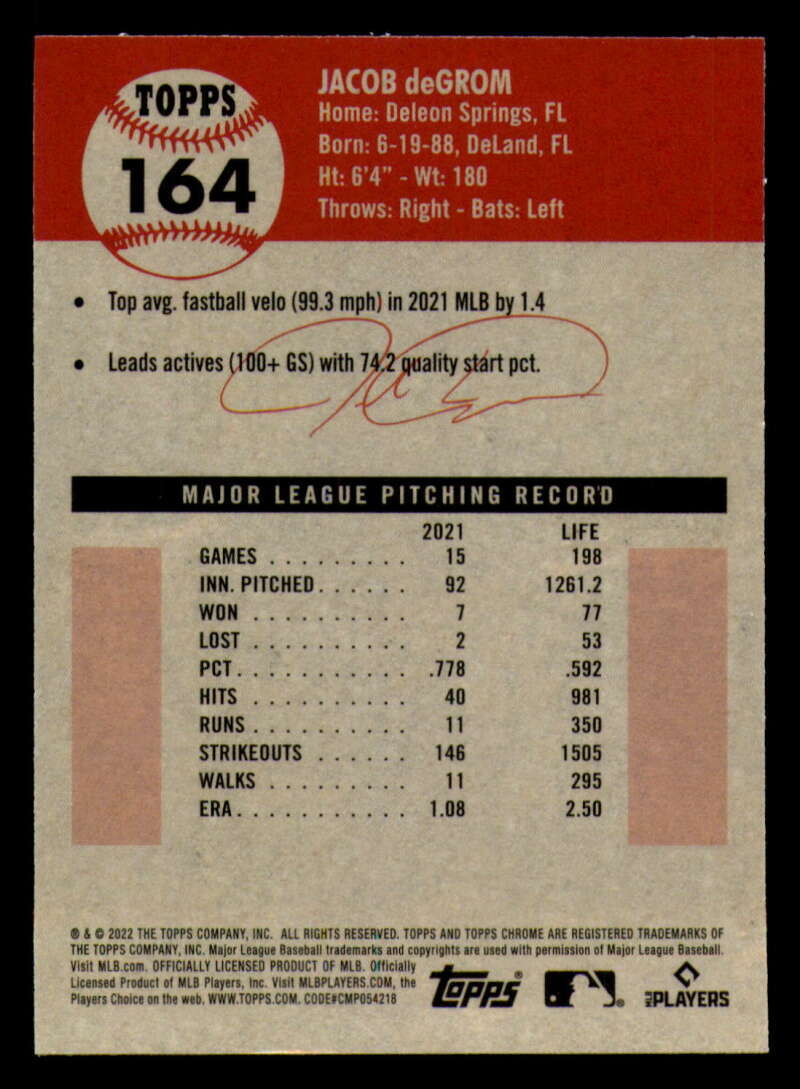 TOPPS
164
JACOB deGROM
Home: Deleon Springs, FL
Born: 6-19-88, DeLand, FL
Ht: 6'4" - Wt: 180
Throws: Right - Bats: Left
• Top avg. fastball velo (99.3 mph) in 2021 MLB by 1.4
• Leads actives (100+ GS) with 74.2 quality start pct.
MAJOR LEAGUE PITCHING RECORD
2021 LIFE
GAMES . . . . . . . . . 15 198
INN. PITCHED . . . . . . 92 1261.2
WON . . . . . . . . . . 7 77
LOST . . . . . . . . . . 2 53
PCT. . . . . . . . . . . .778 .592
HITS . . . . . . . . . . 40 981
RUNS . . . . . . . . . . 11 350
STRIKEOUTS . . . . . . 146 1505
WALKS . . . . . . . . . 11 295
ERA. . . . . . . . . . . 1.08 2.50
® & © 2022 THE TOPPS COMPANY, INC. ALL RIGHTS RESERVED. TOPPS AND TOPPS CHROME ARE REGISTERED TRADEMARKS OF
THE TOPPS COMPANY, INC. Major League Baseball trademarks and copyrights are used with permission of Major League Baseball.
Visit MLB.com. OFFICIALLY LICENSED PRODUCT OF MLB. Officially
Licensed Product of MLB Players, Inc. Visit MLBPLAYERS.COM, the
Players Choice on the web. WWW.TOPPS.COM. CODE#CMP054218
Topps®
MLB PLAYERS